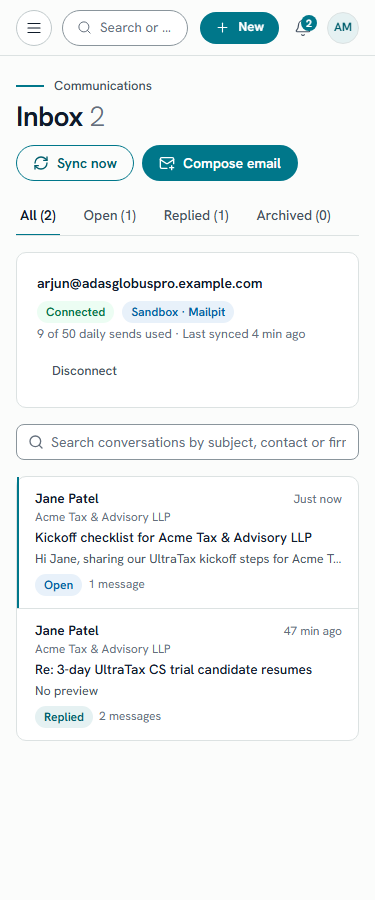 Search or ...
New
2
AM
Communications
Inbox 2
Sync now
Compose email
All (2) Open (1) Replied (1) Archived (0)
arjun@adasglobuspro.example.com
Connected Sandbox · Mailpit
9 of 50 daily sends used · Last synced 4 min ago
Disconnect
Search conversations by subject, contact or firr
Jane Patel Just now
Acme Tax & Advisory LLP
Kickoff checklist for Acme Tax & Advisory LLP
Hi Jane, sharing our UltraTax kickoff steps for Acme T...
Open 1 message
Jane Patel 47 min ago
Acme Tax & Advisory LLP
Re: 3-day UltraTax CS trial candidate resumes
No preview
Replied 2 messages